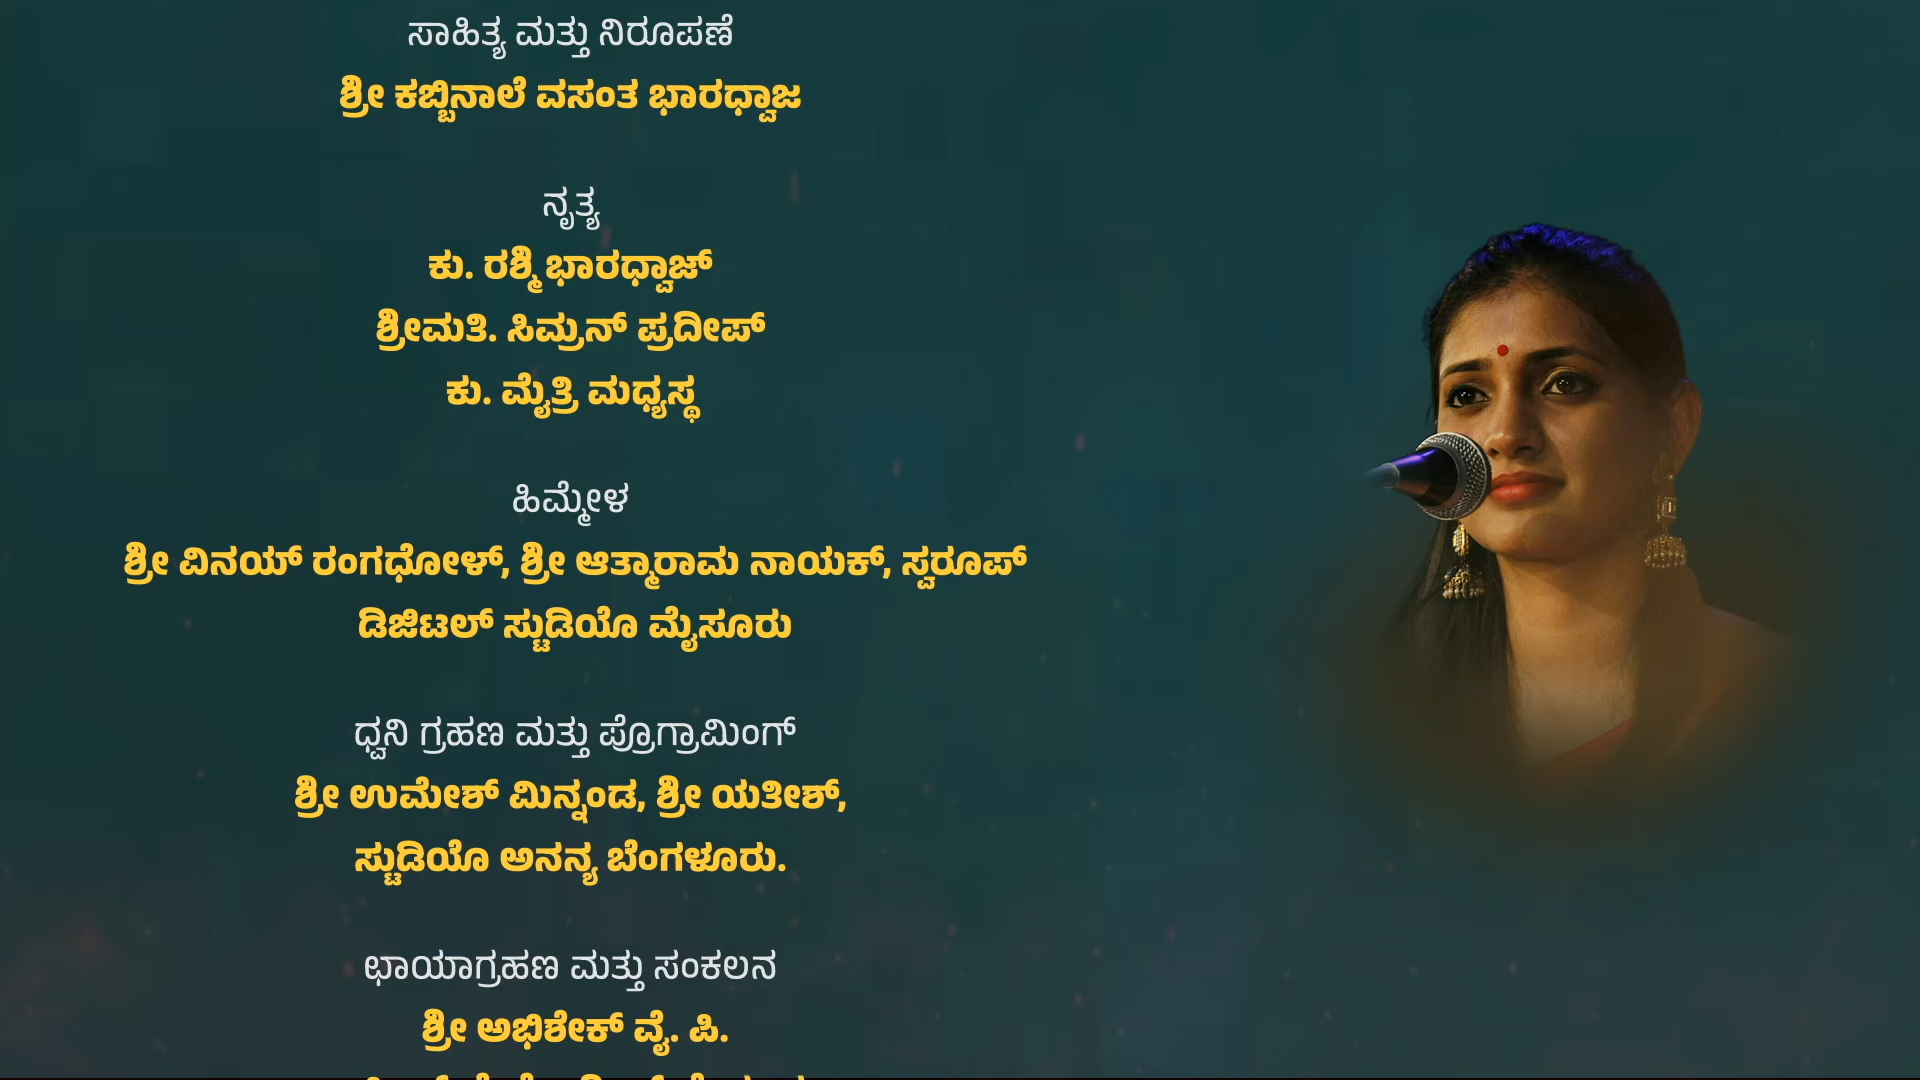 ಸಾಹಿತ್ಯ ಮತ್ತು ನಿರೂಪಣೆ
ಶ್ರೀ ಕಬ್ಬಿನಾಲೆ ವಸಂತ ಭಾರಧ್ವಾಜ
ನೃತ್ಯ
ಕು. ರಶ್ಮಿ ಭಾರಧ್ವಾಜ್
ಶ್ರೀಮತಿ. ಸಿಮ್ರನ್ ಪ್ರದೀಪ್
ಕು. ಮೈತ್ರಿ ಮಧ್ಯಸ್ಥ
ಹಿಮ್ಮೇಳ
ಶ್ರೀ ವಿನಯ್ ರಂಗಧೋಳ್, ಶ್ರೀ ಆತ್ಮಾರಾಮ ನಾಯಕ್, ಸ್ವರೂಪ್
ಡಿಜಿಟಲ್ ಸ್ಟುಡಿಯೊ ಮೈಸೂರು
ಧ್ವನಿ ಗ್ರಹಣ ಮತ್ತು ಪ್ರೊಗ್ರಾಮಿಂಗ್
ಶ್ರೀ ಉಮೇಶ್ ಮಿನ್ನಂಡ, ಶ್ರೀ ಯತೀಶ್,
ಸ್ಟುಡಿಯೊ ಅನನ್ಯ ಬೆಂಗಳೂರು.
ಛಾಯಾಗ್ರಹಣ ಮತ್ತು ಸಂಕಲನ
ಶ್ರೀ ಅಭಿಶೇಕ್ ವೈ. ಪಿ.